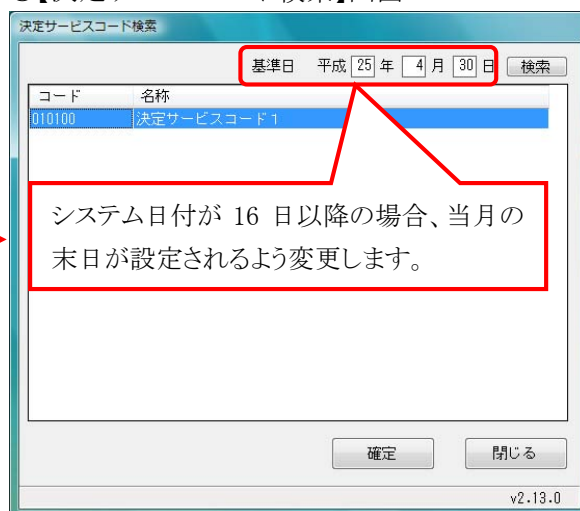 決定サービスコード検索
基準日 平成 25 年 4 月 30 日 検索
コード 名称
010100 決定サービスコード1
システム日付が 16 日以降の場合、当月の
末日が設定されるよう変更します。
確定 閉じる
v2.13.0